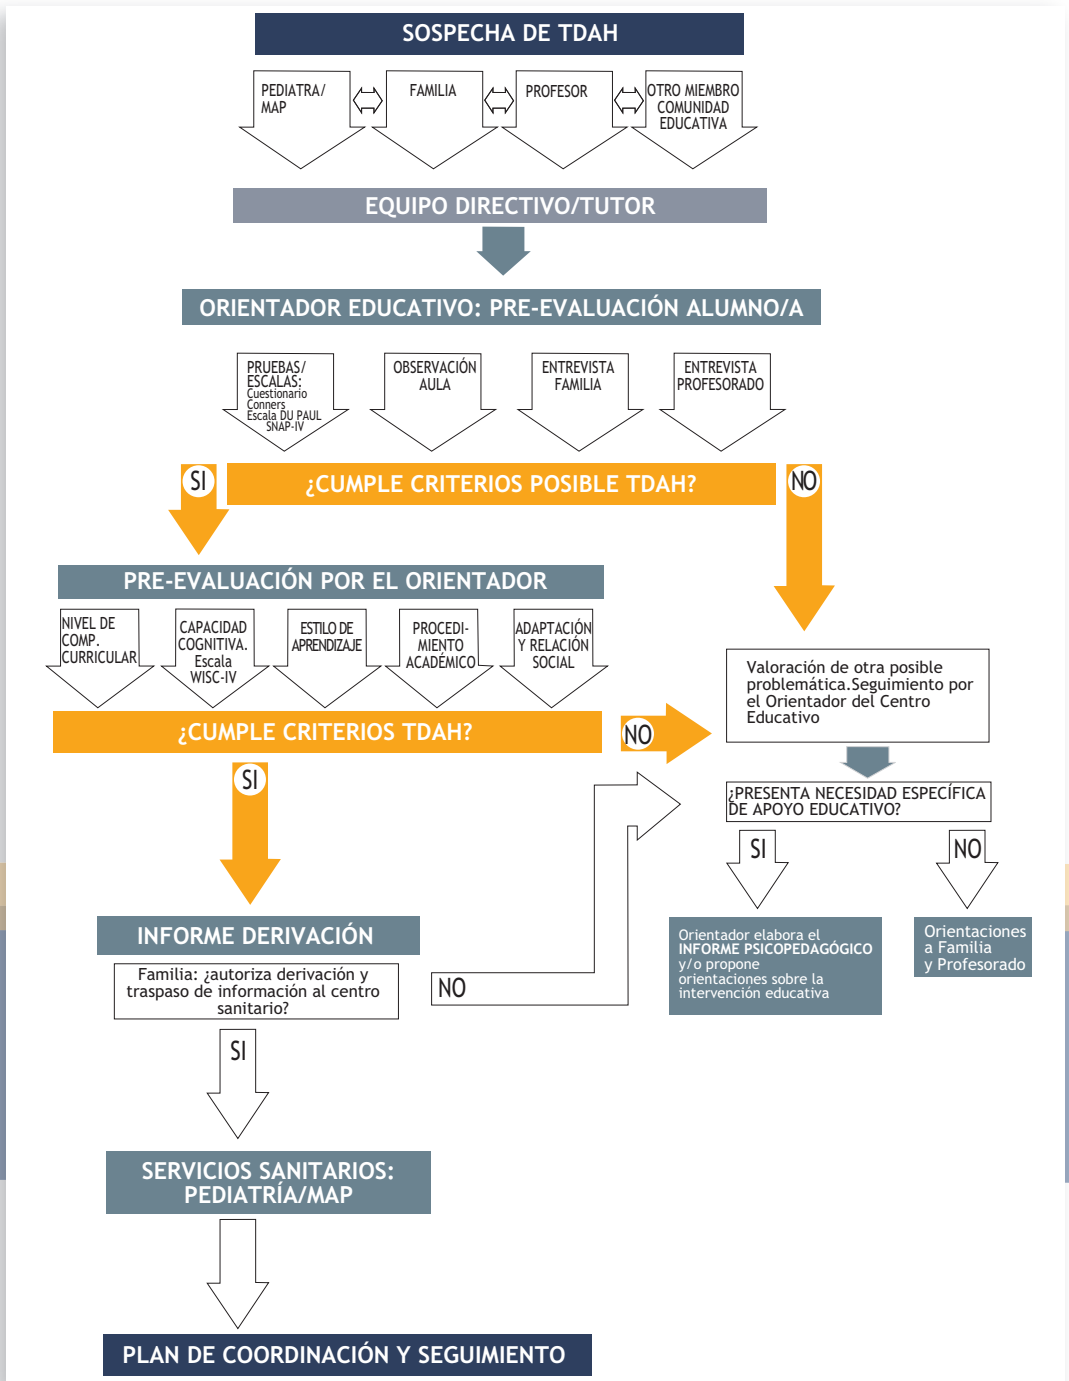 SOSPECHA DE TDAH
PEDIATRA/
MAP
FAMILIA
PROFESOR
OTRO MIEMBRO
COMUNIDAD
EDUCATIVA
EQUIPO DIRECTIVO/TUTOR
ORIENTADOR EDUCATIVO: PRE-EVALUACIÓN ALUMNO/A
PRUEBAS/
ESCALAS:
Cuestionario
Conners
Escala DU PAUL
SNAP-IV
OBSERVACIÓN
AULA
ENTREVISTA
FAMILIA
ENTREVISTA
PROFESORADO
SI
¿CUMPLE CRITERIOS POSIBLE TDAH?
NO
PRE-EVALUACIÓN POR EL ORIENTADOR
NIVEL DE
COMP.
CURRICULAR
CAPACIDAD
COGNITIVA.
Escala
WISC-IV
ESTILO DE
APRENDIZAJE
PROCEDI-
MIENTO
ACADÉMICO
ADAPTACIÓN
Y RELACIÓN
SOCIAL
¿CUMPLE CRITERIOS TDAH?
NO
Valoración de otra posible
problemática.Seguimiento por
el Orientador del Centro
Educativo
SI
¿PRESENTA NECESIDAD ESPECÍFICA
DE APOYO EDUCATIVO?
SI
NO
Orientador elabora el
INFORME PSICOPEDAGÓGICO
y/o propone
orientaciones sobre la
intervención educativa
Orientaciones
a Familia
y Profesorado
INFORME DERIVACIÓN
Familia: ¿autoriza derivación y
traspaso de información al centro
sanitario?
NO
SI
SERVICIOS SANITARIOS:
PEDIATRÍA/MAP
PLAN DE COORDINACIÓN Y SEGUIMIENTO